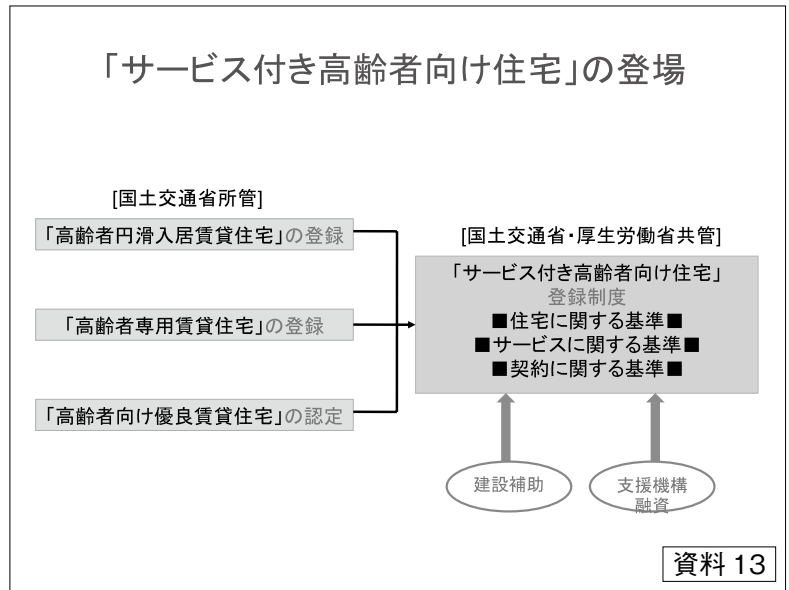 「サービス付き高齢者向け住宅」の登場
[国土交通省所管]
「高齢者円滑入居賃貸住宅」の登録
「高齢者専用賃貸住宅」の登録
「高齢者向け優良賃貸住宅」の認定
[国土交通省・厚生労働省共管]
「サービス付き高齢者向け住宅」
登録制度
■住宅に関する基準■
■サービスに関する基準■
■契約に関する基準■
建設補助
支援機構
融資
資料 13